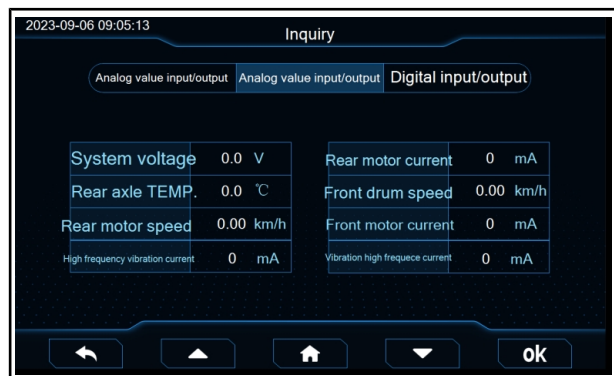 2023-09-06 09:05:13
Inquiry
Analog value input/output Analog value input/output Digital input/output
System voltage 0.0 V Rear motor current 0 mA
Rear axle TEMP. 0.0 ℃ Front drum speed 0.00 km/h
Rear motor speed 0.00 km/h Front motor current 0 mA
High frequency vibration current 0 mA Vibration high frequece current 0 mA
ok